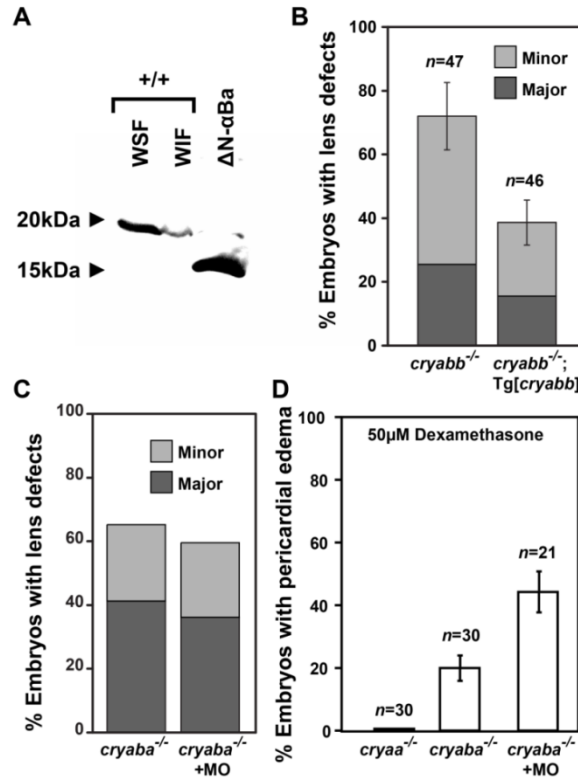 A
+/+
WSF
WIF
ΔN-αBa
20kDa
15kDa
B
% Embryos with lens defects
100
80
60
40
20
0
n=47
n=46
Minor
Major
cryabb-/-
cryabb-/-;
Tg[cryabb]
C
% Embryos with lens defects
100
80
60
40
20
0
Minor
Major
cryaba-/-
cryaba-/-
+MO
D
% Embryos with pericardial edema
100
80
60
40
20
0
50µM Dexamethasone
n=30
n=30
n=21
cryaa-/-
cryaba-/-
cryaba-/-
+MO